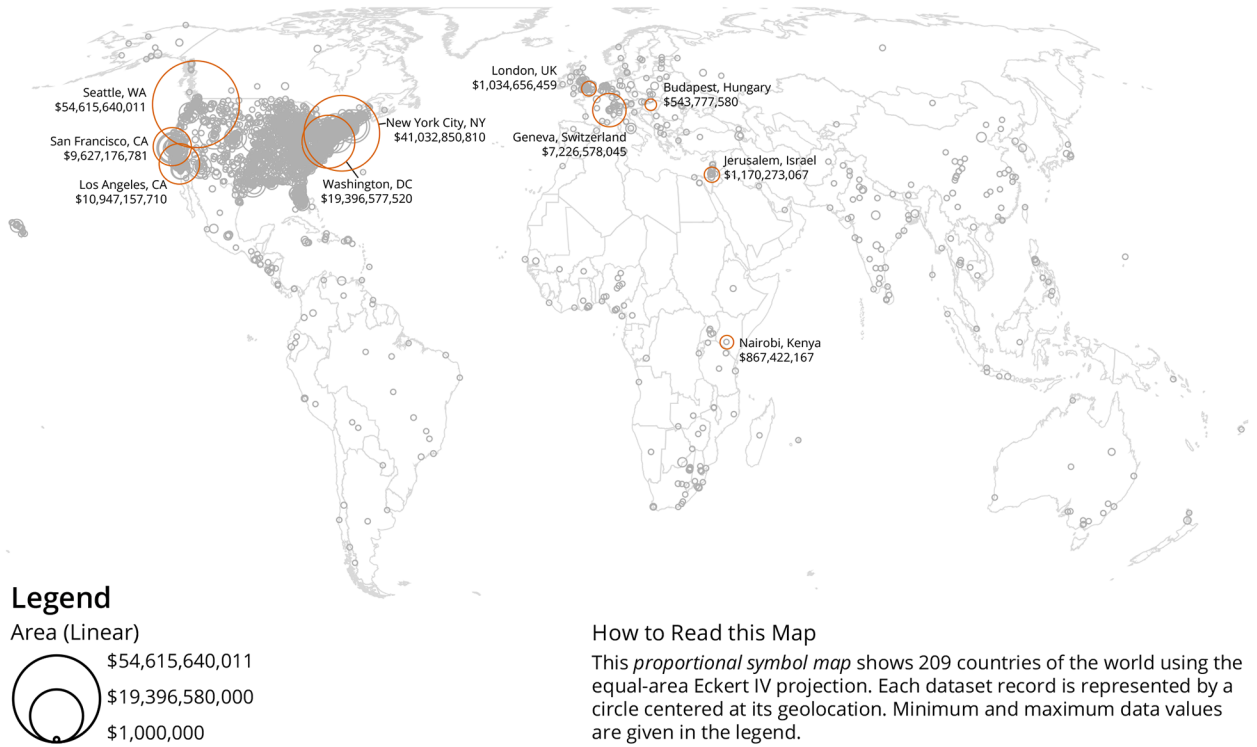 Seattle, WA
$54,615,640,011
San Francisco, CA
$9,627,176,781
Los Angeles, CA
$10,947,157,710
New York City, NY
$41,032,850,810
Washington, DC
$19,396,577,520
London, UK
$1,034,656,459
Budapest, Hungary
$543,777,580
Geneva, Switzerland
$7,226,578,045
Jerusalem, Israel
$1,170,273,067
Nairobi, Kenya
$867,422,167
Legend
Area (Linear)
$54,615,640,011
$19,396,580,000
$1,000,000
How to Read this Map
This proportional symbol map shows 209 countries of the world using the
equal-area Eckert IV projection. Each dataset record is represented by a
circle centered at its geolocation. Minimum and maximum data values
are given in the legend.